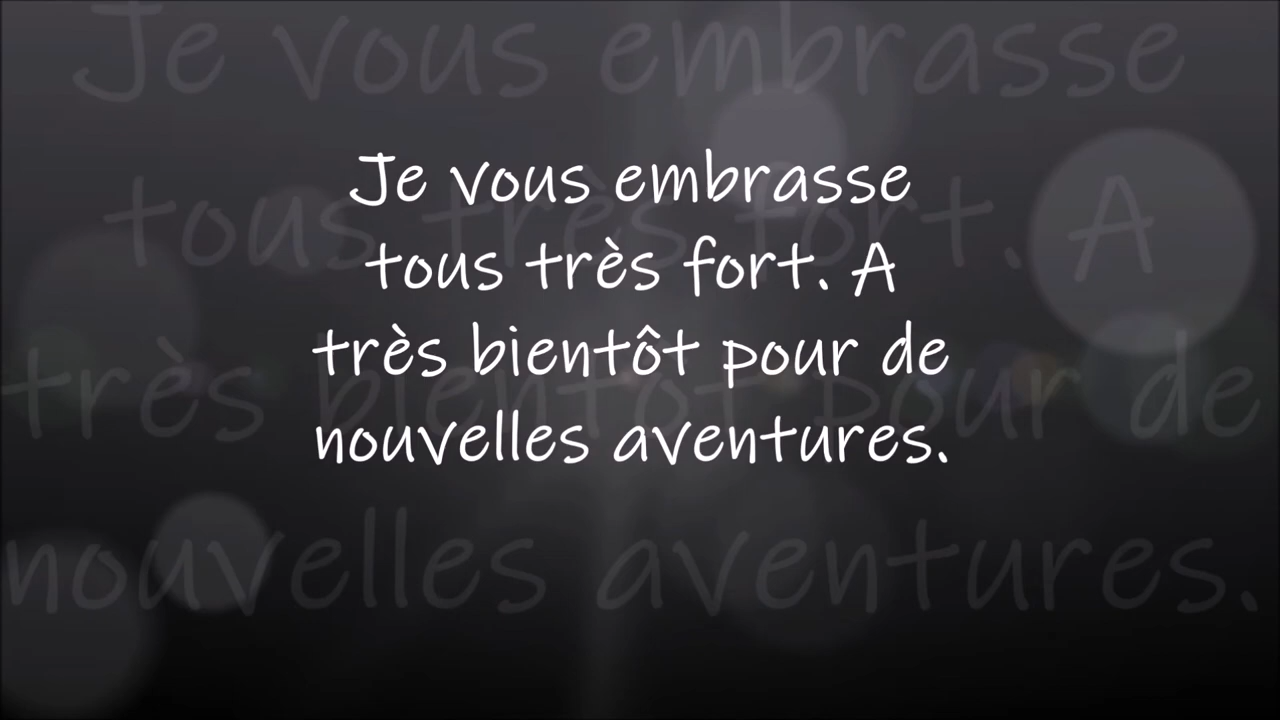 Je vous embrasse
tous très fort. A
très bientôt pour de
nouvelles aventures.